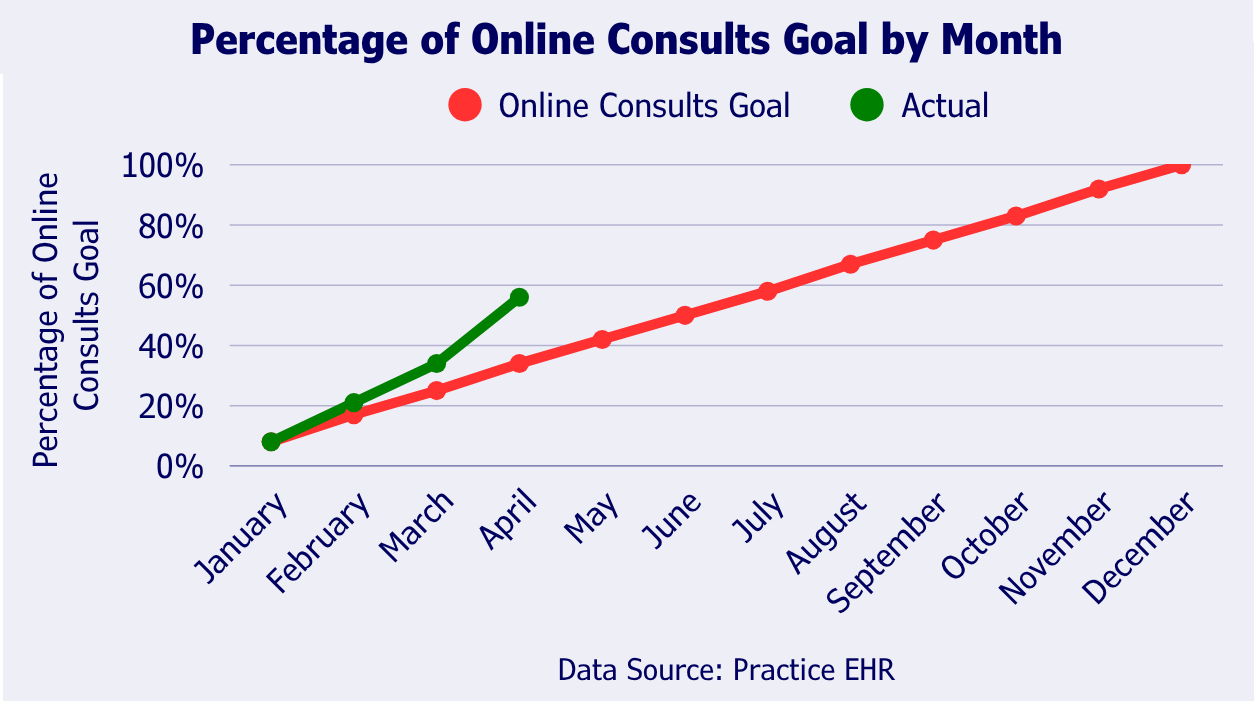 Percentage of Online Consults Goal by Month
Online Consults Goal
Actual
Percentage of Online
Consults Goal
100%
80%
60%
40%
20%
0%
January
February
March
April
May
June
July
August
September
October
November
December
Data Source: Practice EHR